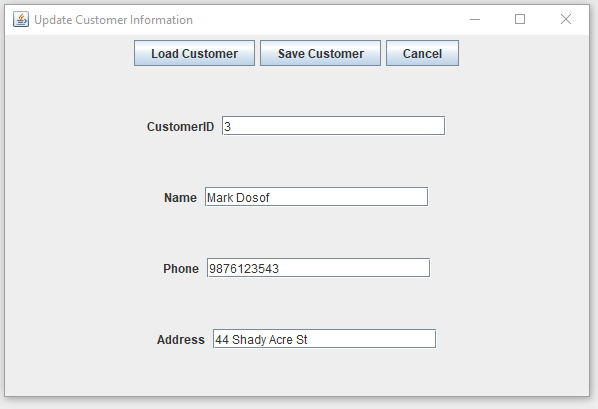 Update Customer Information
Load Customer Save Customer Cancel
CustomerID 3
Name Mark Dosof
Phone 9876123543
Address 44 Shady Acre St